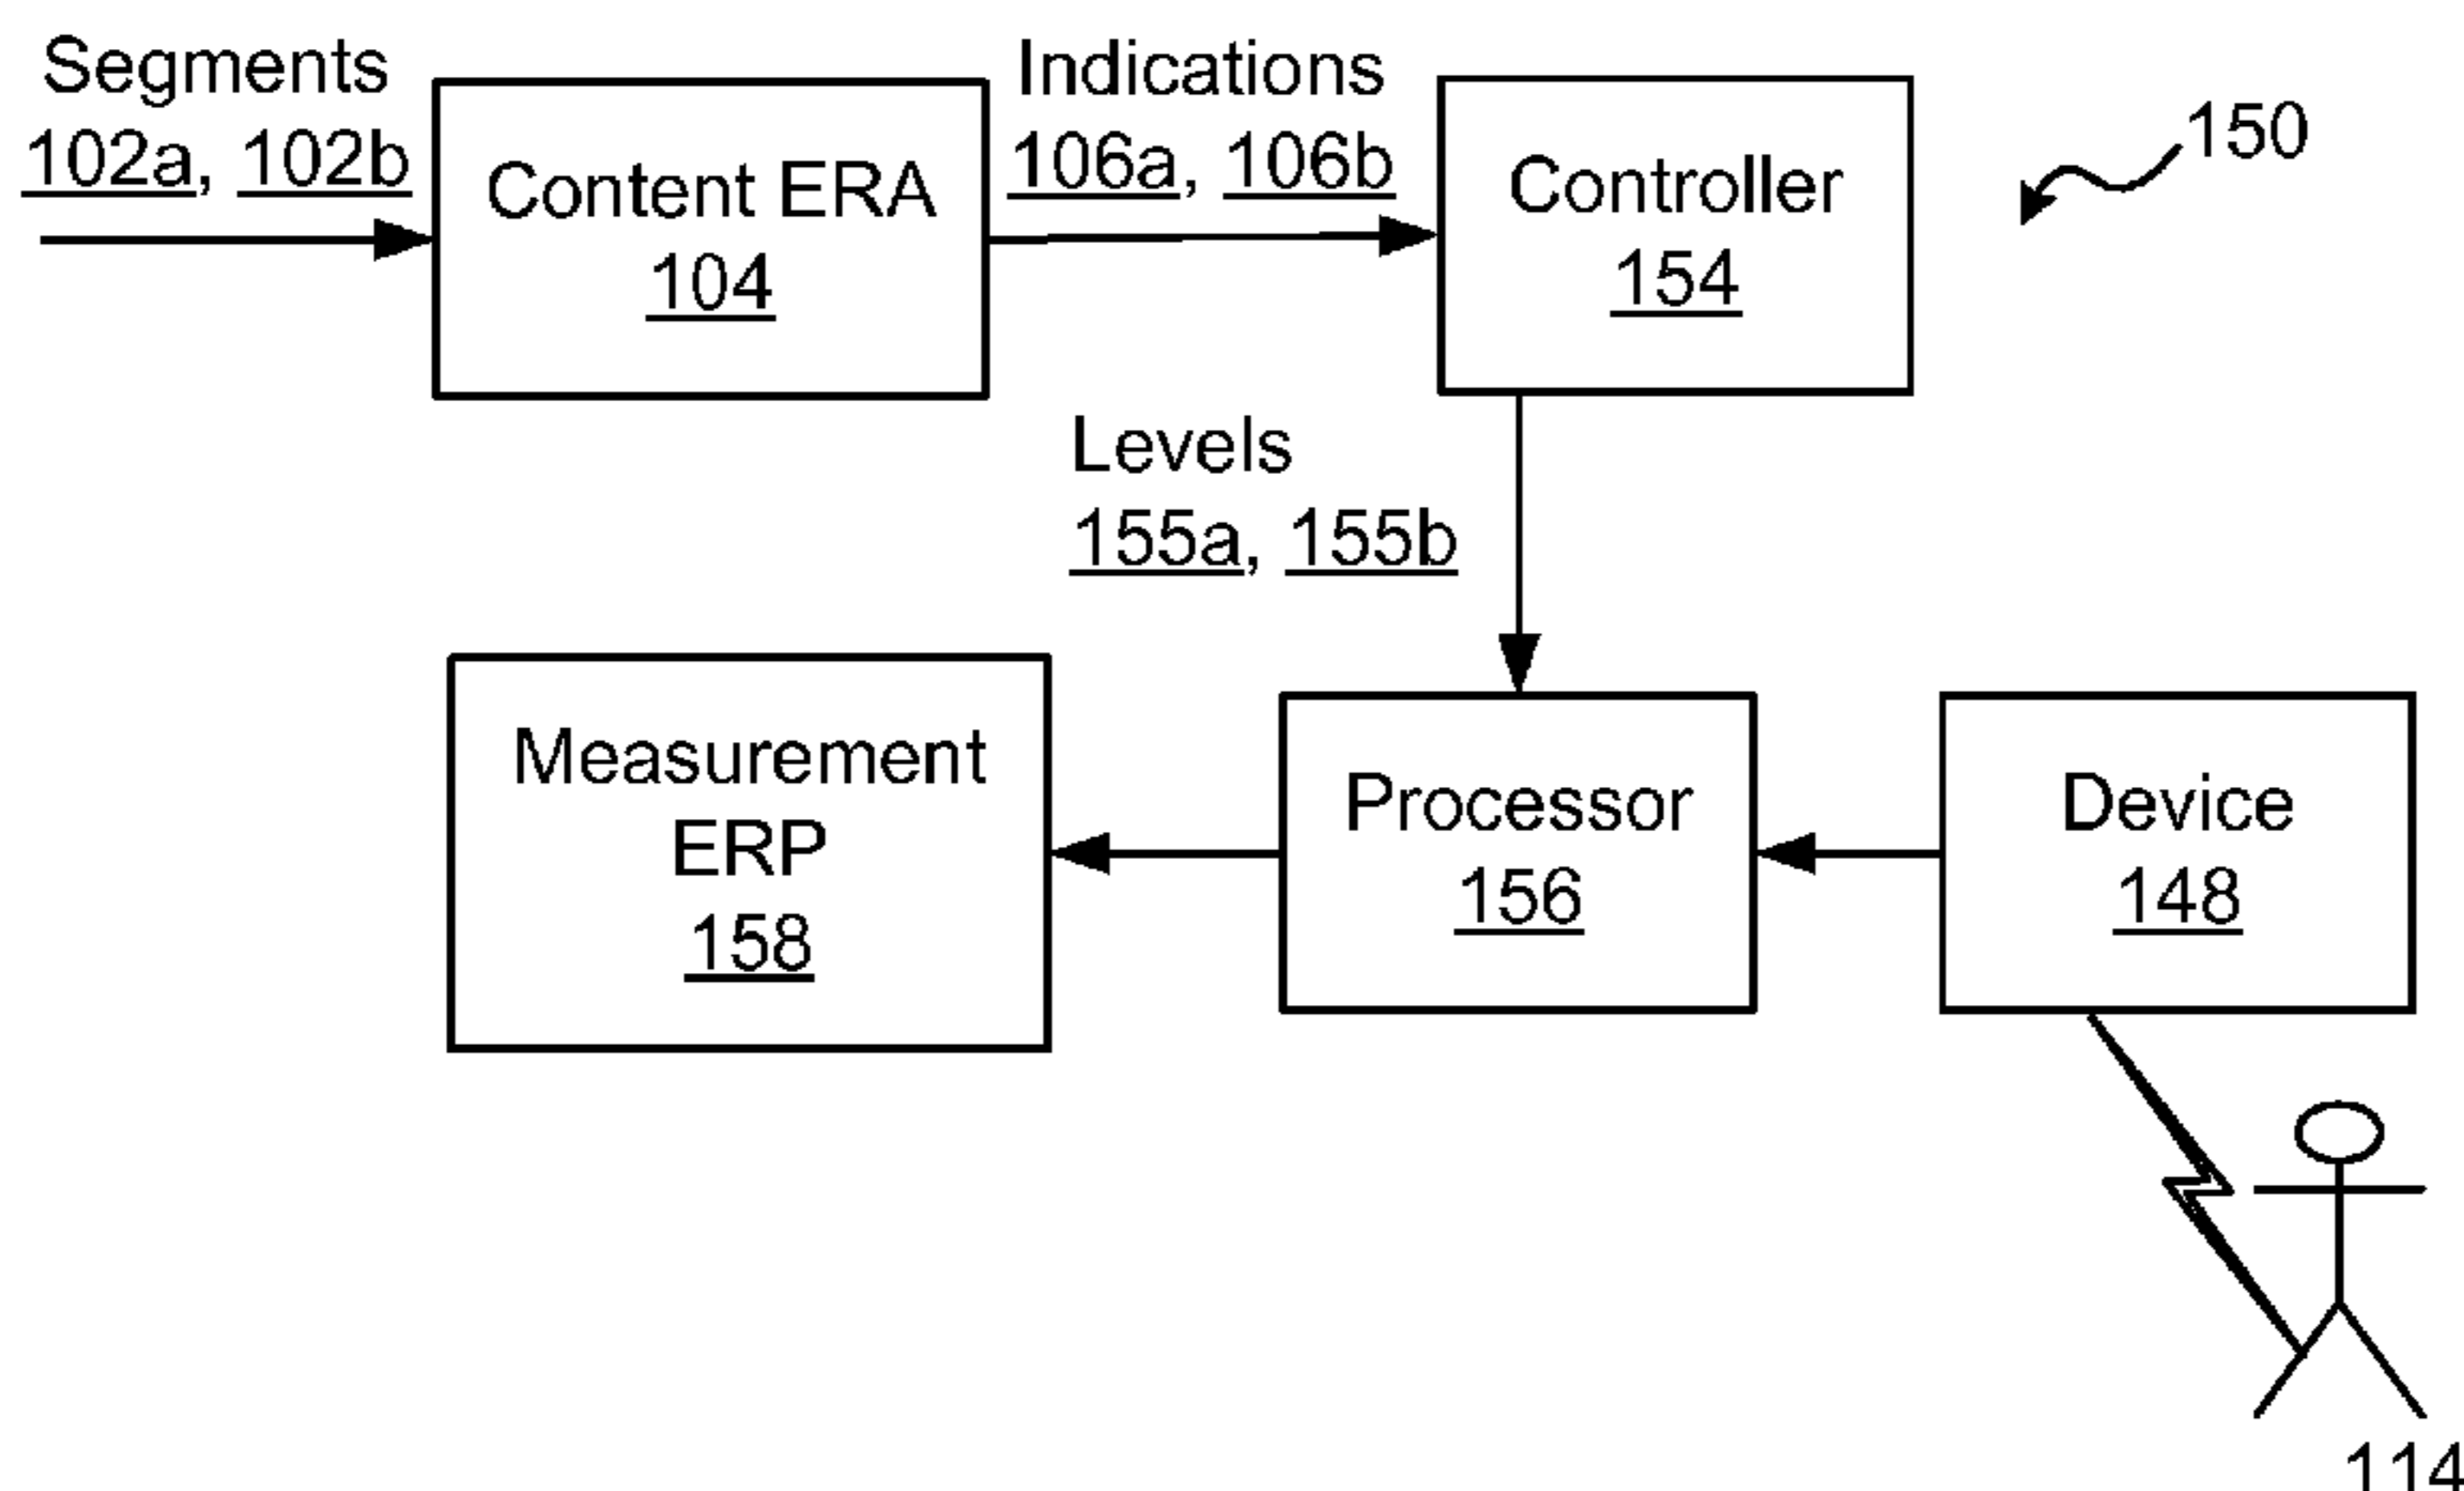 Segments
102a, 102b
Content ERA
104
Indications
106a, 106b
Controller
154
150
Levels
155a, 155b
Measurement
ERP
158
Processor
156
Device
148
114